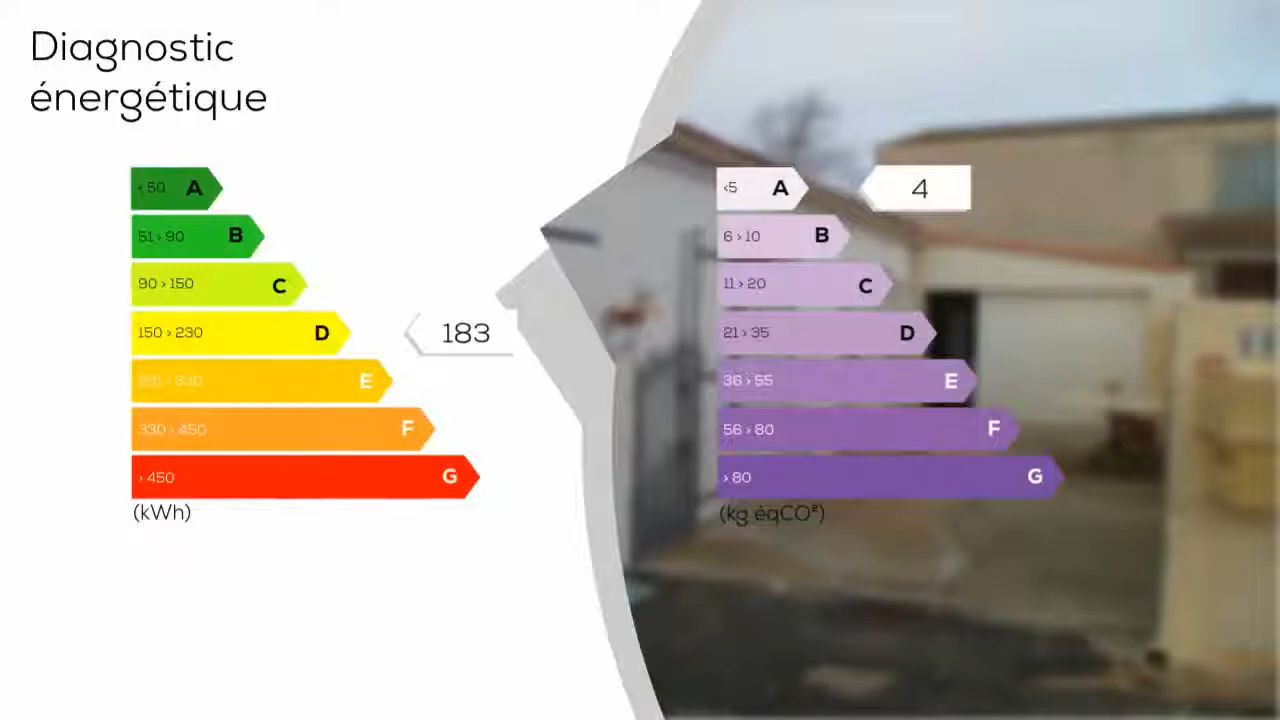 Diagnostic
énergétique
< 50 A
51 > 90 B
90 > 150 C
150 > 230 D
183
E
330 > 450 F
> 450 G
(kWh)
<5 A
4
6 > 10 B
11 > 20 C
21 > 35 D
36 > 55 E
56 > 80 F
> 80 G
(kg éqCO²)